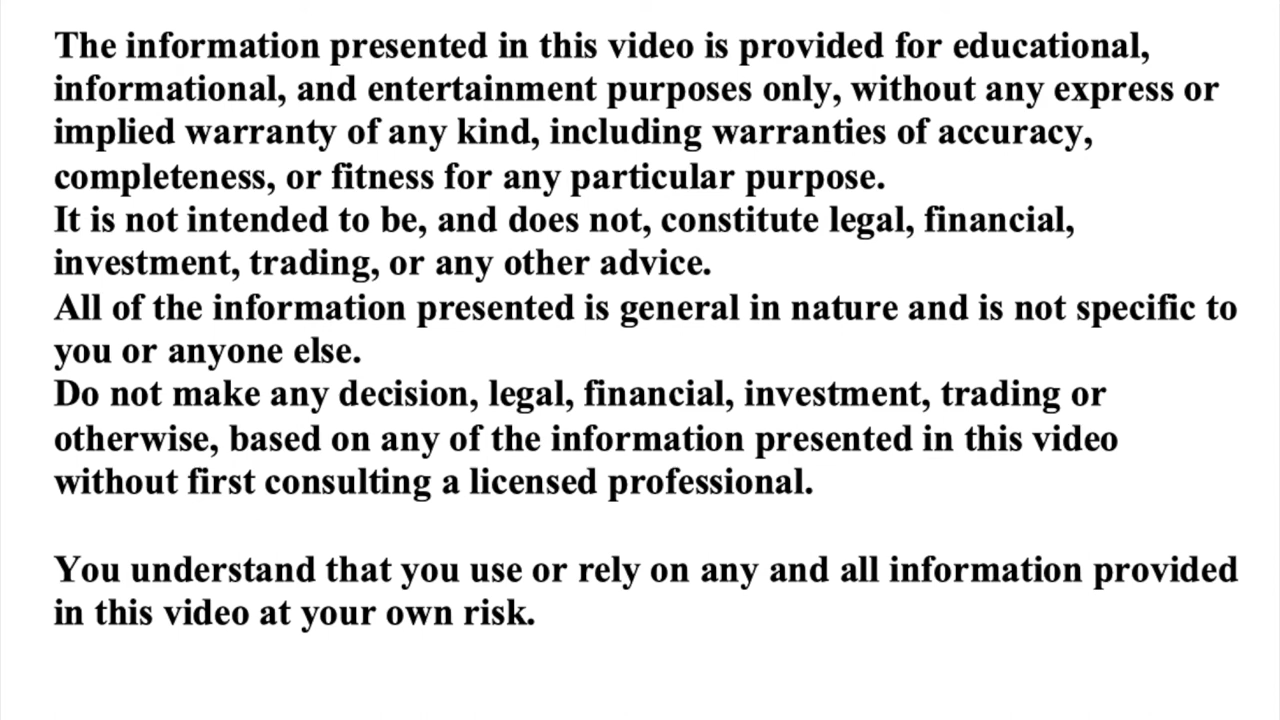 The information presented in this video is provided for educational,
informational, and entertainment purposes only, without any express or
implied warranty of any kind, including warranties of accuracy,
completeness, or fitness for any particular purpose.
It is not intended to be, and does not, constitute legal, financial,
investment, trading, or any other advice.
All of the information presented is general in nature and is not specific to
you or anyone else.
Do not make any decision, legal, financial, investment, trading or
otherwise, based on any of the information presented in this video
without first consulting a licensed professional.
You understand that you use or rely on any and all information provided
in this video at your own risk.